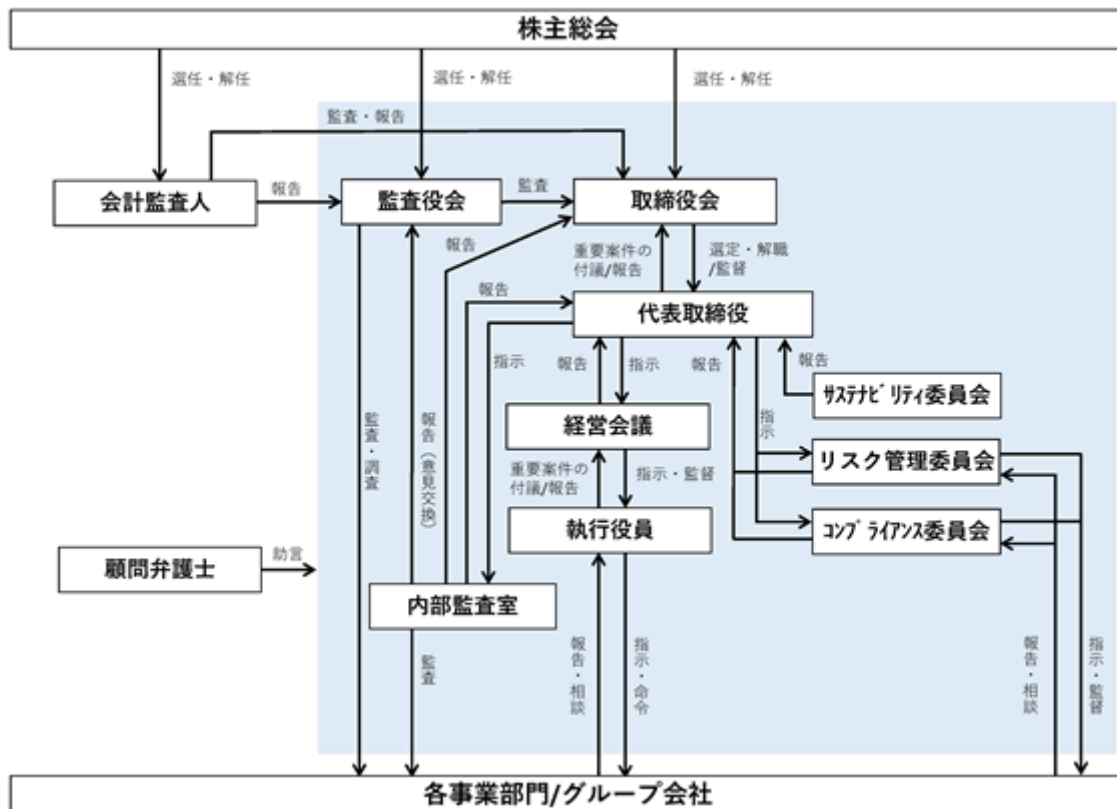 株主総会
選任・解任
選任・解任
選任・解任
監査・報告
会計監査人
報告
監査役会
監査
取締役会
報告
重要案件の
付議/報告
選定・解職
/監督
報告
代表取締役
指示
報告
指示
報告
報告
指示
サステナビリティ委員会
経営会議
監査・調査
報告（意見交換）
重要案件の
付議/報告
指示・監督
リスク管理委員会
執行役員
コンプライアンス委員会
顧問弁護士
助言
内部監査室
監査
報告・相談
指示・命令
報告・相談
指示・監督
各事業部門/グループ会社